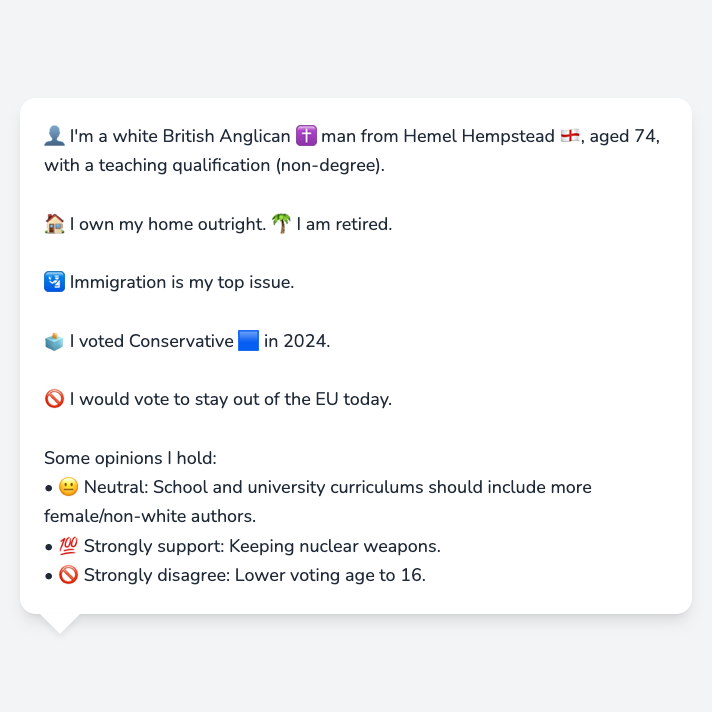 👤 I'm a white British Anglican ✝️ man from Hemel Hempstead 🏴󠁧󠁢󠁥󠁮󠁧󠁿, aged 74,
with a teaching qualification (non-degree).
🏠 I own my home outright. 🌴 I am retired.
🛂 Immigration is my top issue.
🗳️ I voted Conservative 🟦 in 2024.
🚫 I would vote to stay out of the EU today.
Some opinions I hold:
• 😐 Neutral: School and university curriculums should include more
female/non-white authors.
• 💯 Strongly support: Keeping nuclear weapons.
• 🚫 Strongly disagree: Lower voting age to 16.